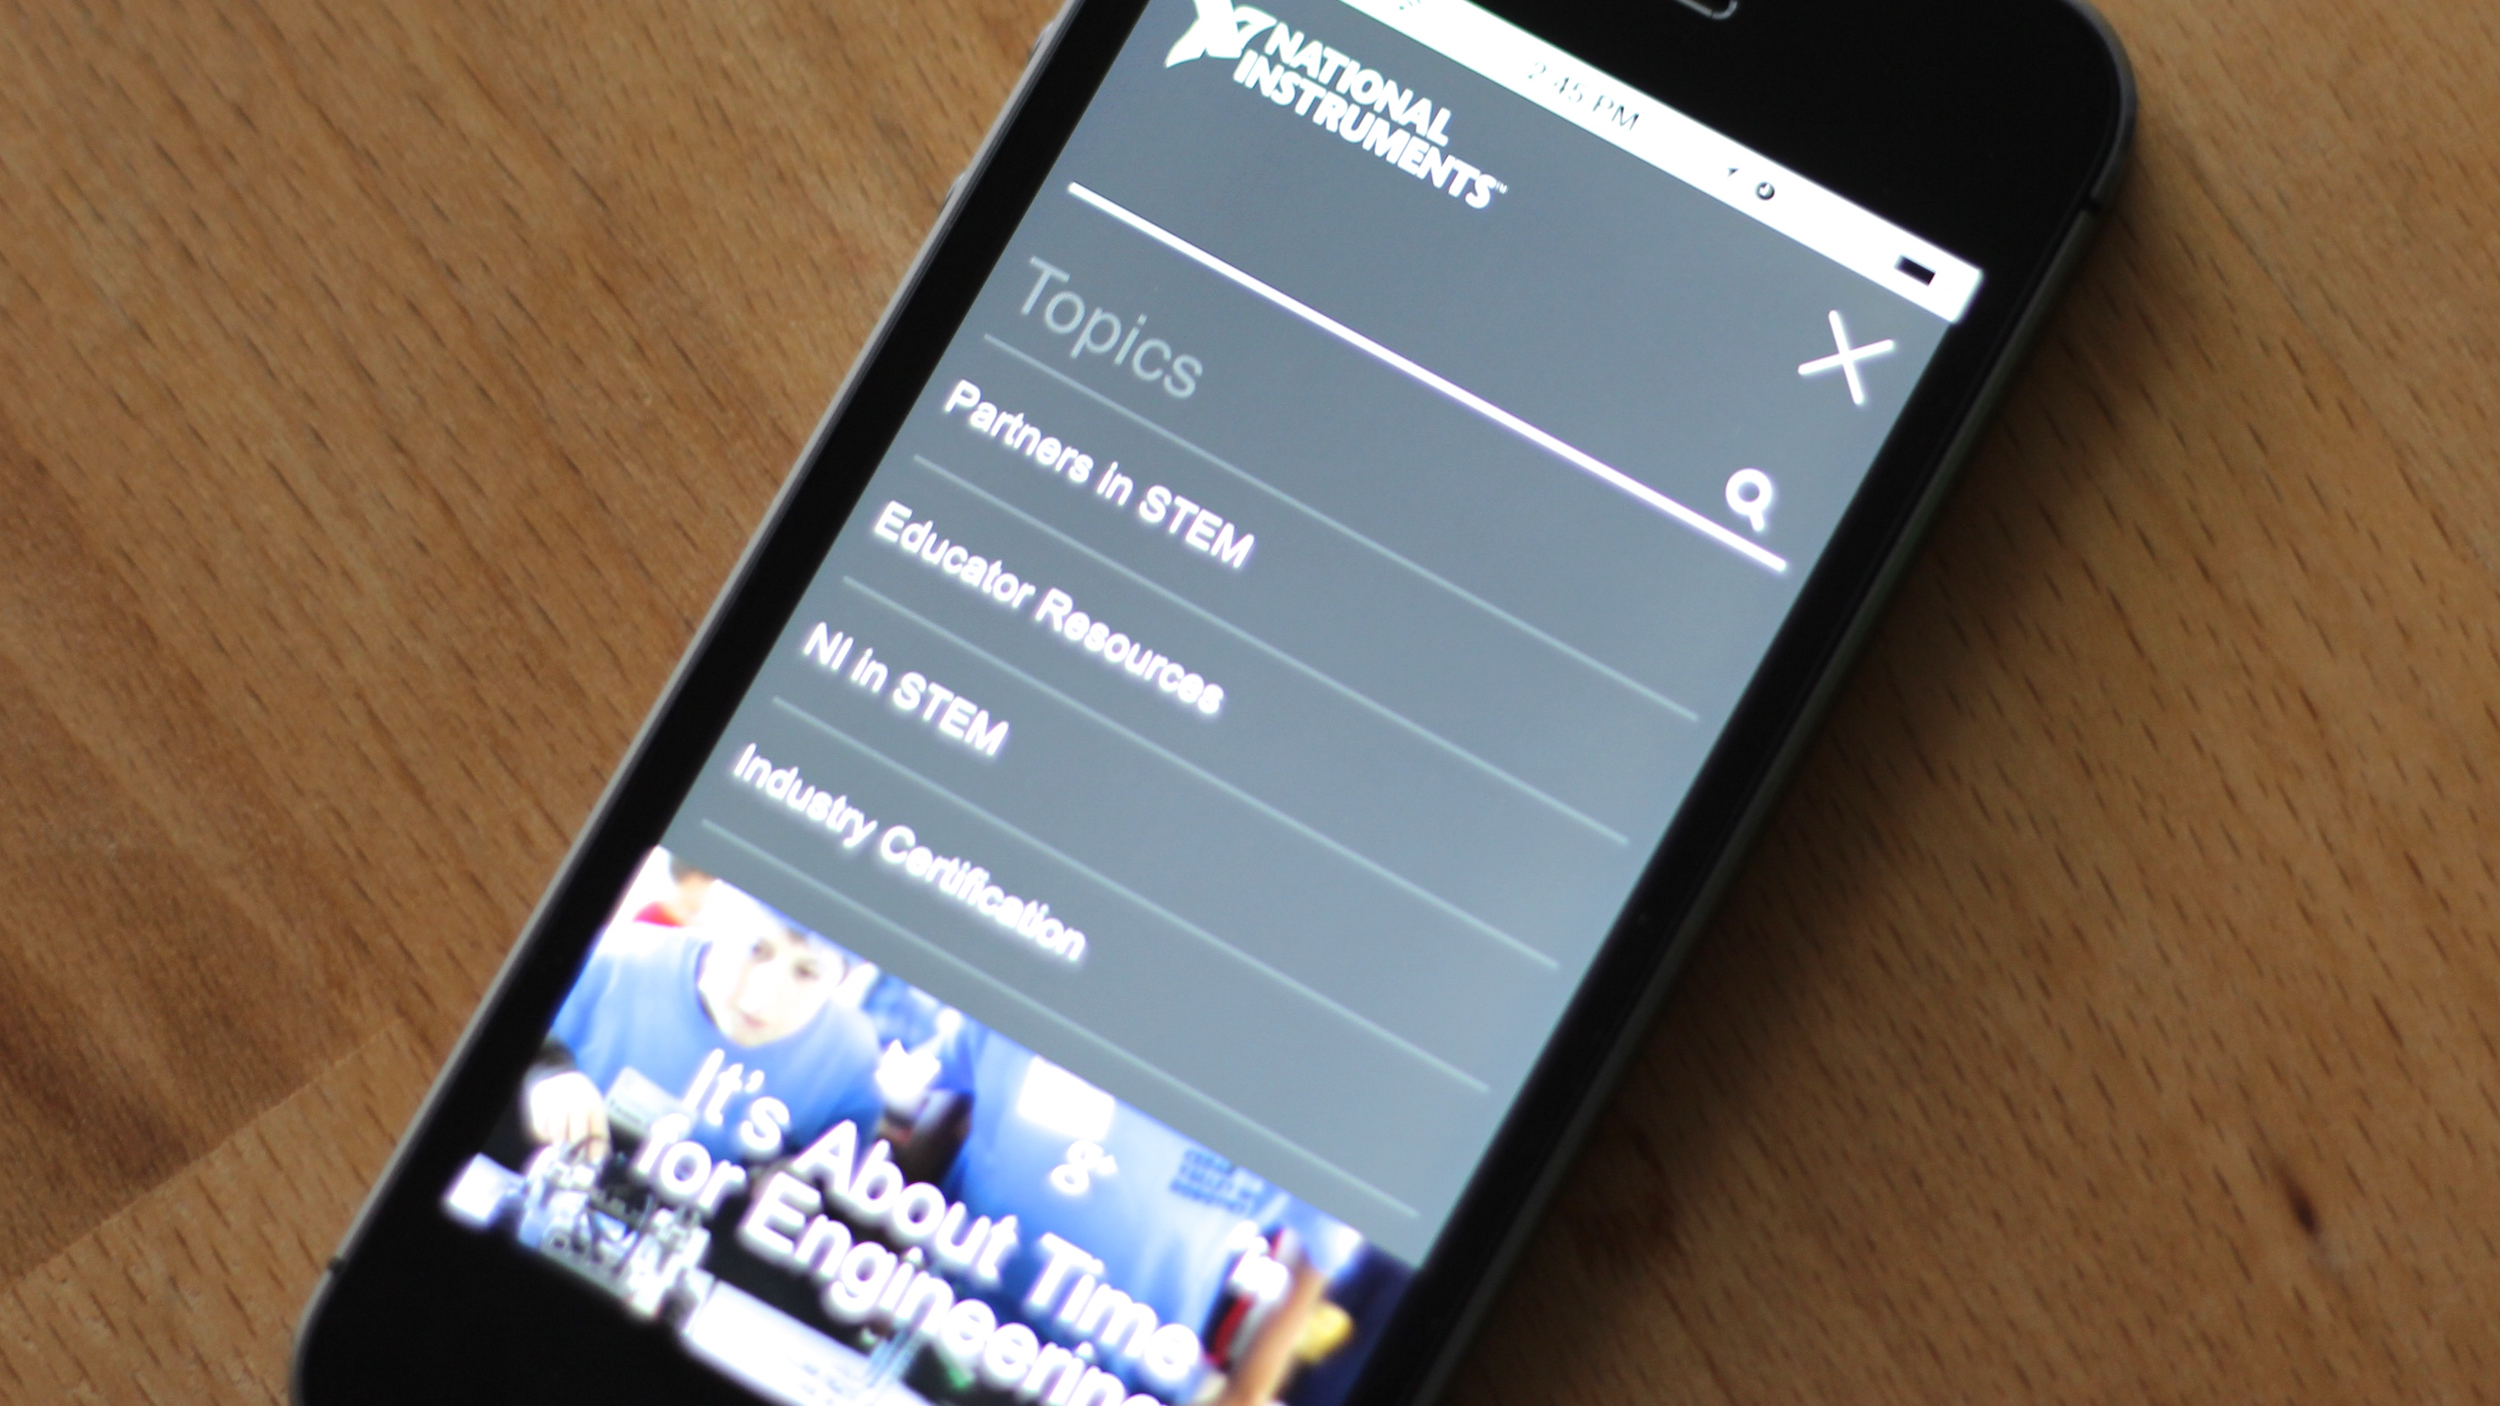 2:45 PM
NATIONAL
INSTRUMENTS™
Topics
Partners in STEM
Educator Resources
NI in STEM
Industry Certification
It's About Time
for Engineering